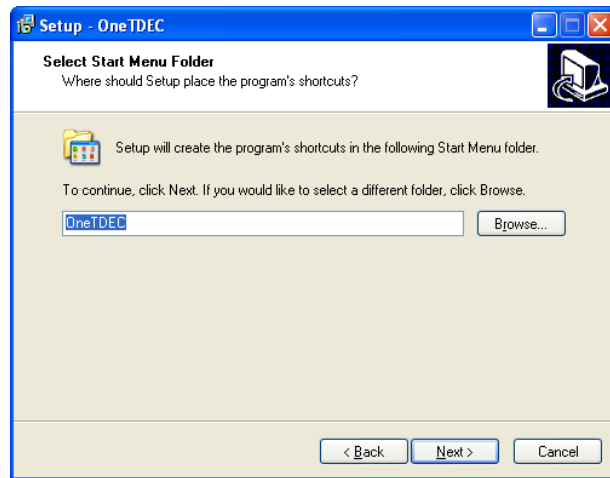 Setup - OneTDEC
Select Start Menu Folder
Where should Setup place the program's shortcuts?
Setup will create the program's shortcuts in the following Start Menu folder.
To continue, click Next. If you would like to select a different folder, click Browse.
OneTDEC
Browse...
< Back
Next >
Cancel